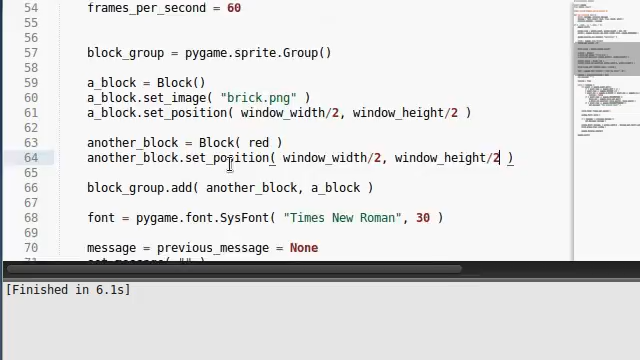 54 frames_per_second = 60
55
56
57 block_group = pygame.sprite.Group()
58
59 a_block = Block()
60 a_block.set_image( "brick.png" )
61 a_block.set_position( window_width/2, window_height/2 )
62
63 another_block = Block( red )
64 another_block.set_position( window_width/2, window_height/2 )
65
66 block_group.add( another_block, a_block )
67
68 font = pygame.font.SysFont( "Times New Roman", 30 )
69
70 message = previous_message = None
71 set_message( "" )
[Finished in 6.1s]